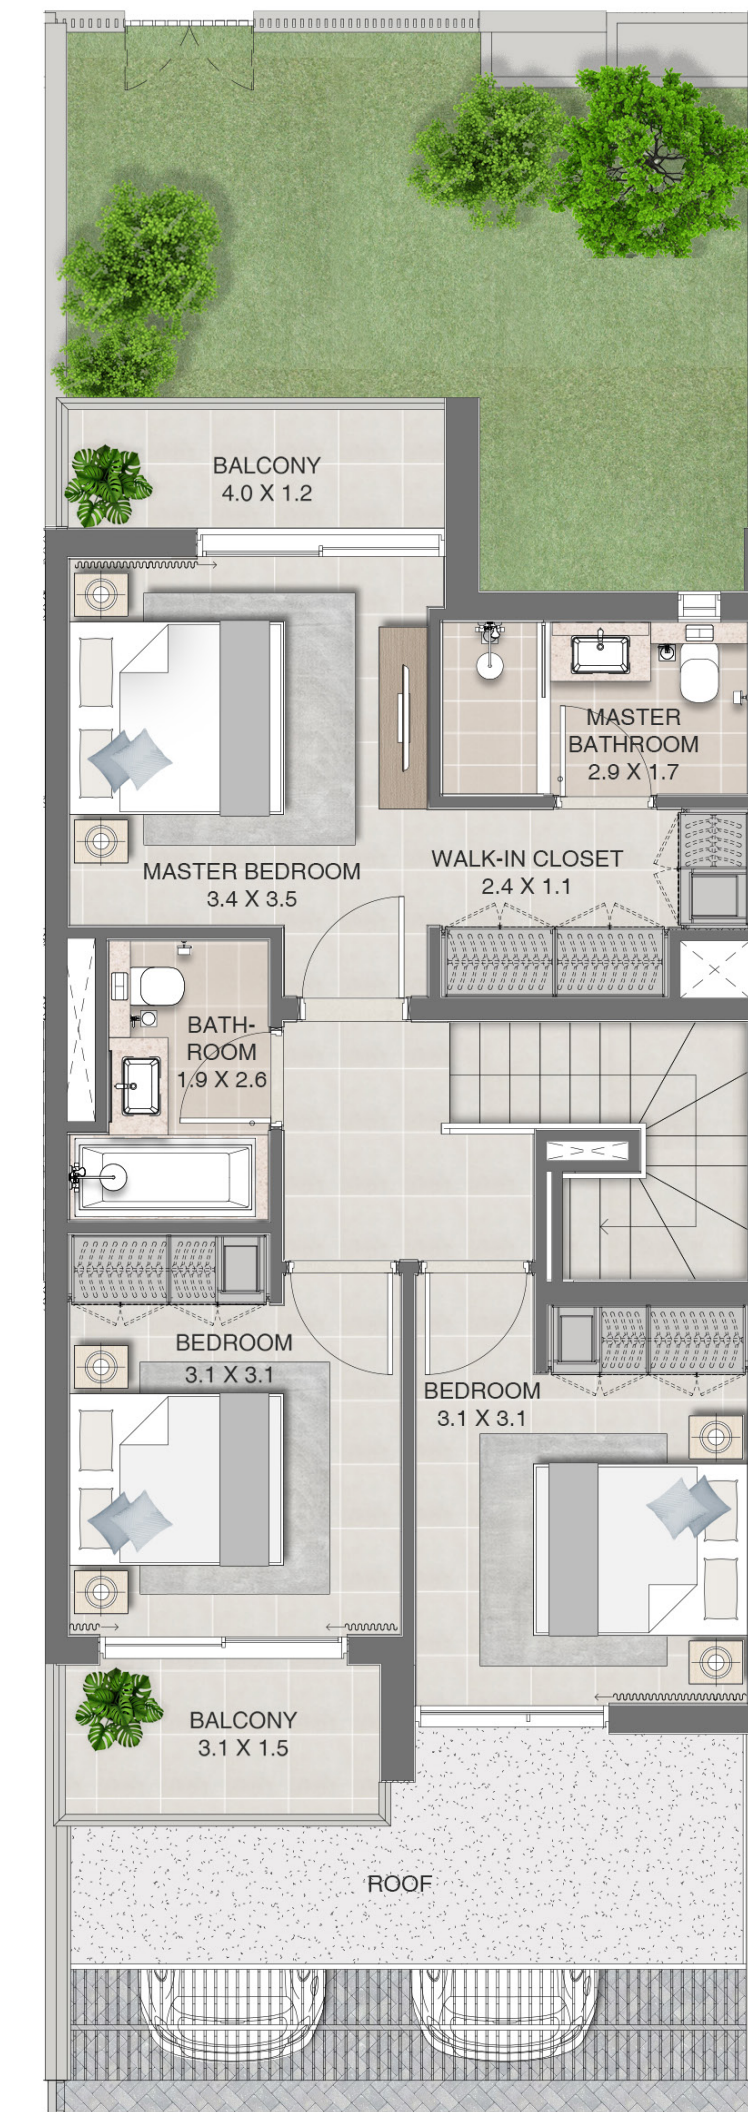 BALCONY
4.0 X 1.2
MASTER
BATHROOM
2.9 X 1.7
MASTER BEDROOM
3.4 X 3.5
WALK-IN CLOSET
2.4 X 1.1
BATH-
ROOM
1.9 X 2.6
BEDROOM
3.1 X 3.1
BEDROOM
3.1 X 3.1
BALCONY
3.1 X 1.5
ROOF